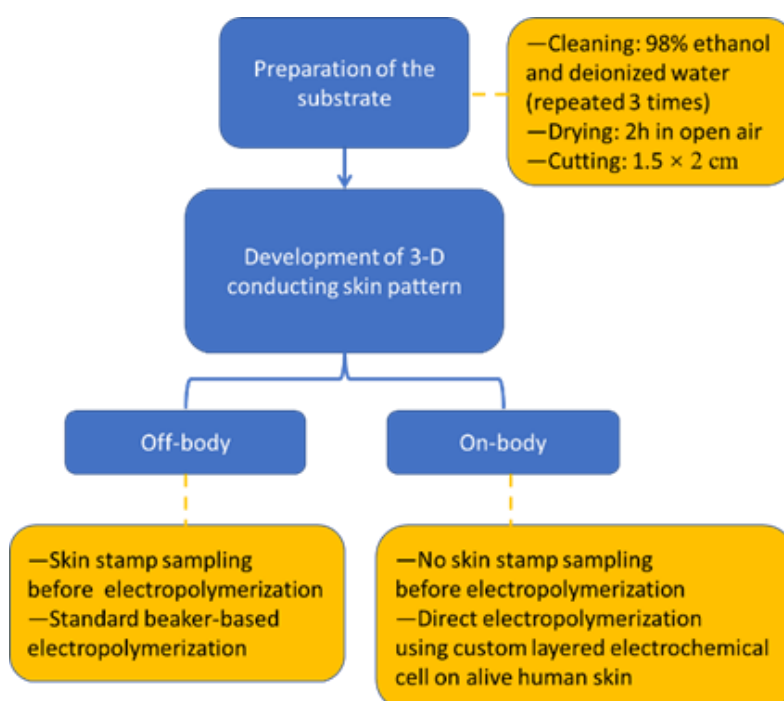 Preparation of the
substrate
—Cleaning: 98% ethanol
and deionized water
(repeated 3 times)
—Drying: 2h in open air
—Cutting: 1.5 × 2 cm
Development of 3-D
conducting skin pattern
Off-body
On-body
—Skin stamp sampling
before electropolymerization
—Standard beaker-based
electropolymerization
—No skin stamp sampling
before electropolymerization
—Direct electropolymerization
using custom layered electrochemical
cell on alive human skin